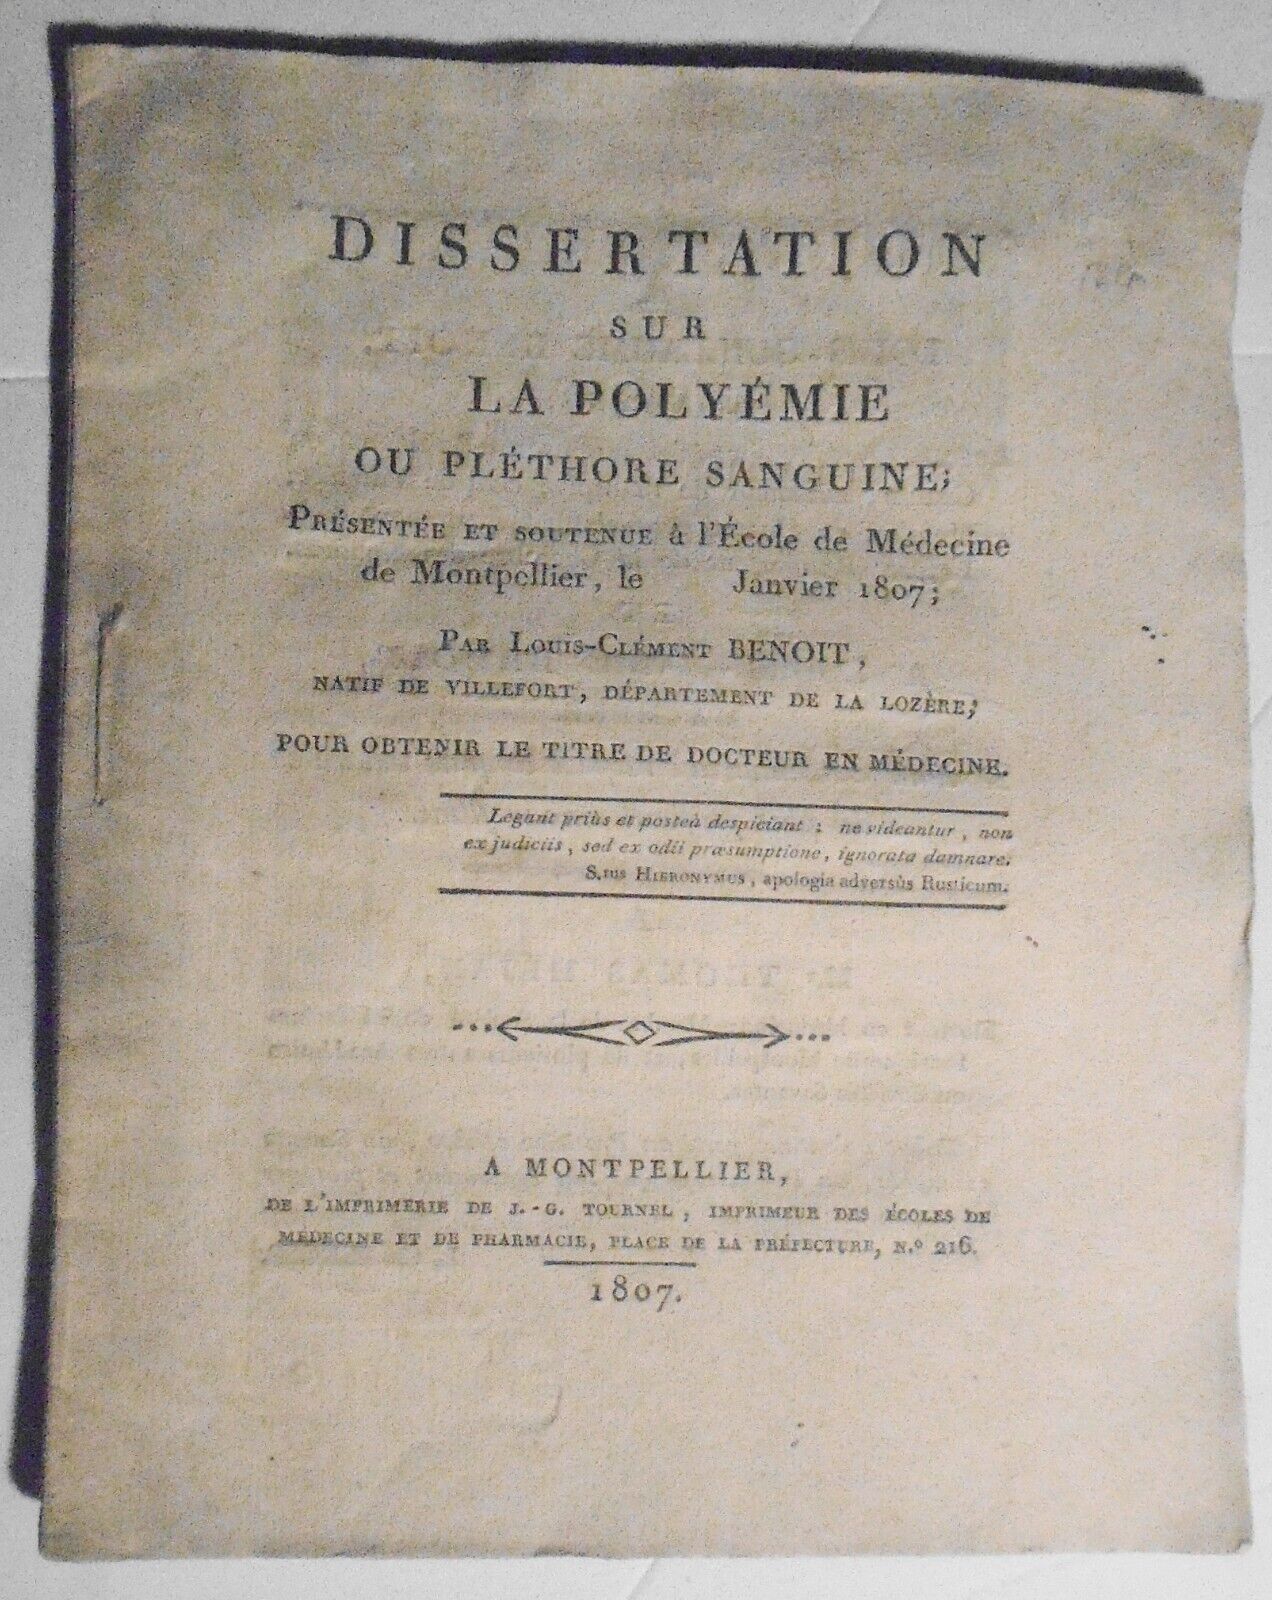 DISSERTATION
SUR
LA POLYÉMIE
OU PLÉTHORE SANGUINE;
PRÉSENTÉE ET SOUTENUE à l'École de Médecine
de Montpellier, le Janvier 1807;
PAR LOUIS-CLÉMENT BENOIT,
NATIF DE VILLEFORT, DÉPARTEMENT DE LA LOZÈRE;
POUR OBTENIR LE TITRE DE DOCTEUR EN MÉDECINE.
Legant priùs et posteà despiciant; ne videantur, non
ex judiciis, sed ex odii præsumptione, ignorata damnare.
S.tus HIERONYMUS, apologia adversùs Rusticum.
A MONTPELLIER,
DE L'IMPRIMERIE DE J.-G. TOURNEL, IMPRIMEUR DES ÉCOLES DE
MÉDECINE ET DE PHARMACIE, PLACE DE LA PRÉFECTURE, N.º 216.
1807.